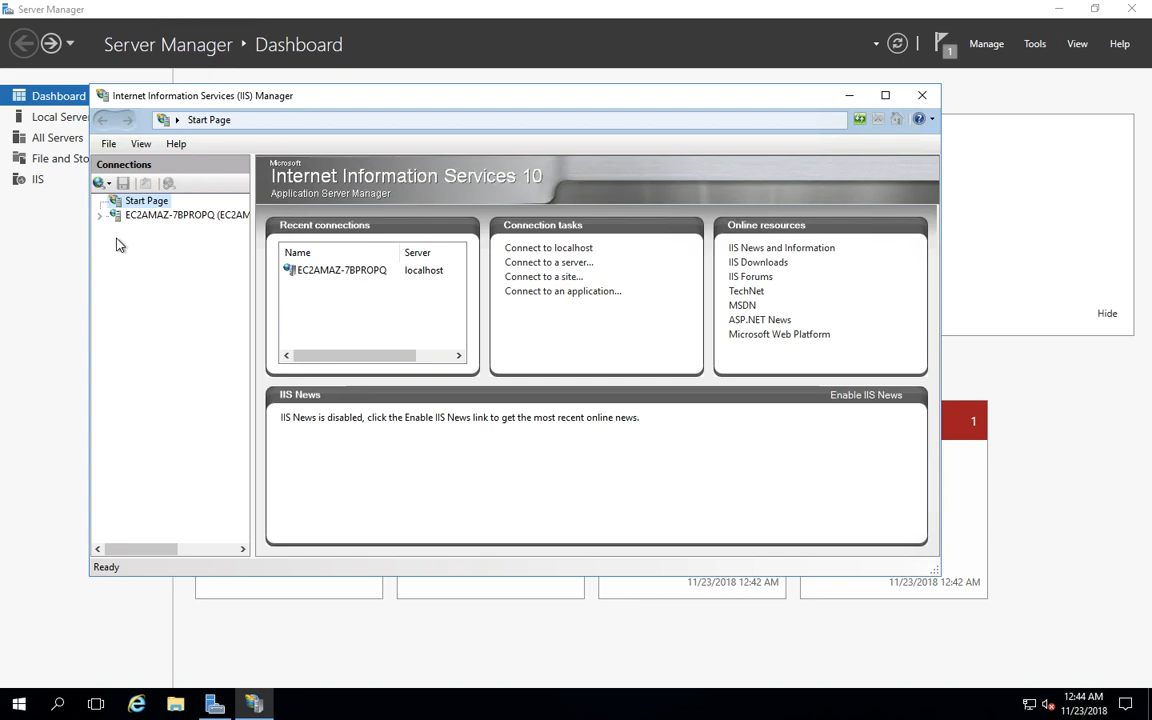 Server Manager
Server Manager ▸ Dashboard
1
Manage
Tools
View
Help
Dashboard
Local Serve
All Servers
File and Sto
IIS
Internet Information Services (IIS) Manager
Start Page
File
View
Help
Connections
Start Page
EC2AMAZ-7BPROPQ (EC2AM
Microsoft
Internet Information Services 10
Application Server Manager
Recent connections
Name
Server
EC2AMAZ-7BPROPQ
localhost
Connection tasks
Connect to localhost
Connect to a server...
Connect to a site...
Connect to an application...
Online resources
IIS News and Information
IIS Downloads
IIS Forums
TechNet
MSDN
ASP.NET News
Microsoft Web Platform
IIS News
Enable IIS News
IIS News is disabled, click the Enable IIS News link to get the most recent online news.
Ready
Hide
1
11/23/2018 12:42 AM
11/23/2018 12:42 AM
12:44 AM
11/23/2018